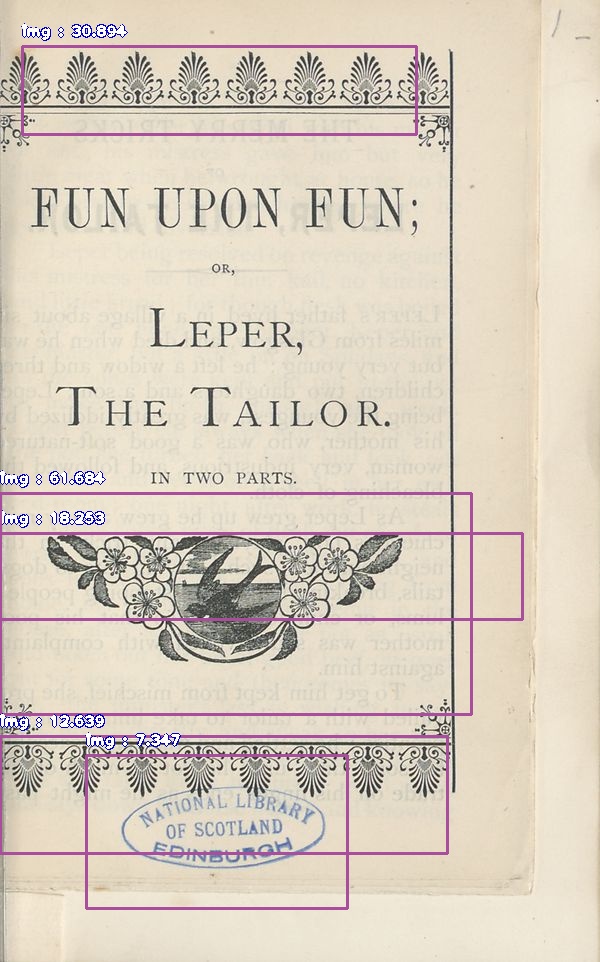 img : 30.894
FUN UPON FUN;
OR,
LEPER,
THE TAILOR.
IN TWO PARTS.
img : 61.684
img : 18.253
img : 12.639
img : 7.347
NATIONAL LIBRARY
OF SCOTLAND
EDINBURGH